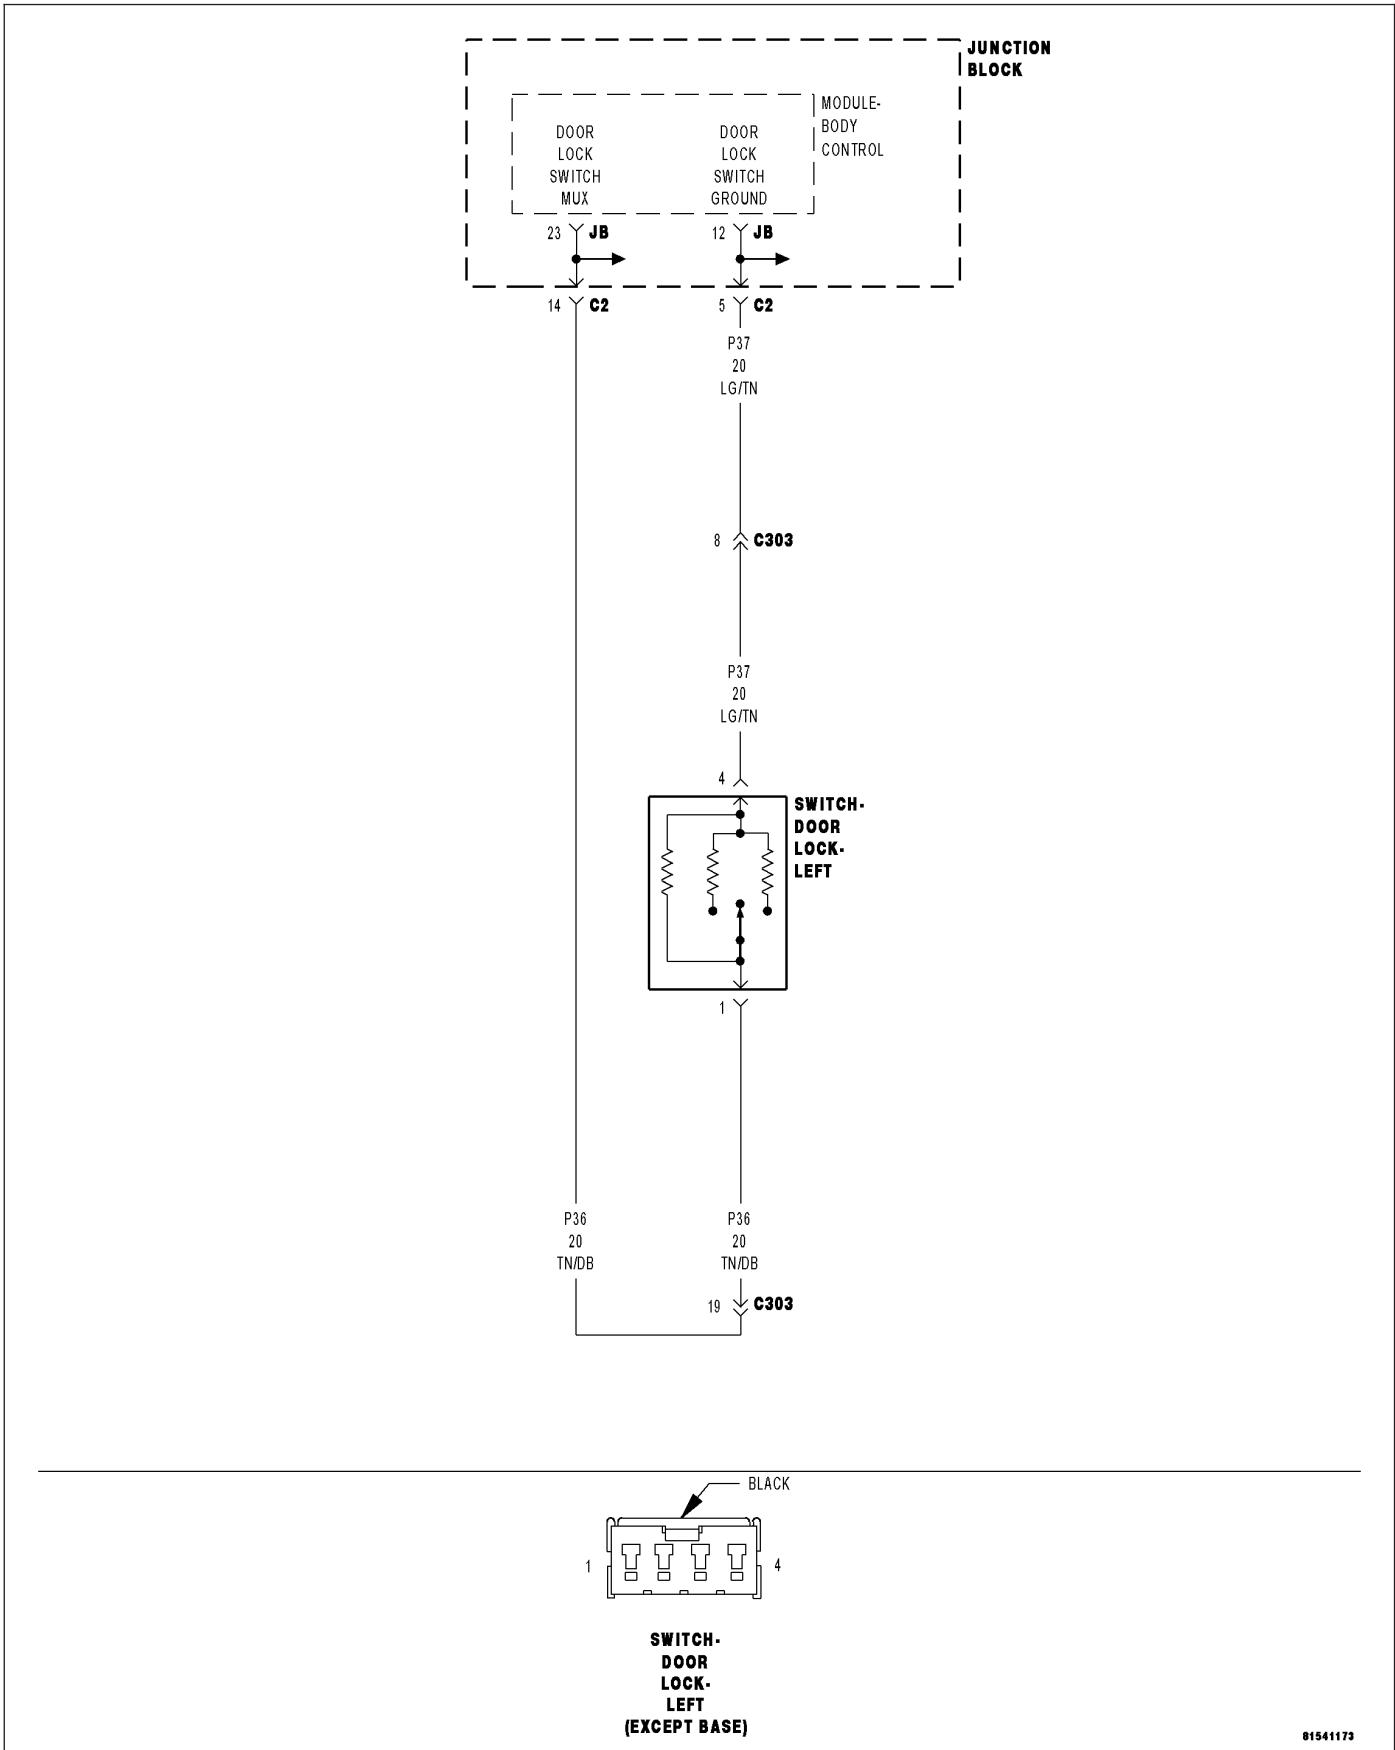 JUNCTION
BLOCK
MODULE-
BODY
CONTROL
DOOR
LOCK
SWITCH
MUX
DOOR
LOCK
SWITCH
GROUND
23 JB
12 JB
14 C2
5 C2
P37
20
LG/TN
8 C303
P37
20
LG/TN
4
SWITCH-
DOOR
LOCK-
LEFT
1
P36
20
TN/DB
P36
20
TN/DB
19 C303
BLACK
1
4
SWITCH-
DOOR
LOCK-
LEFT
(EXCEPT BASE)
81541173